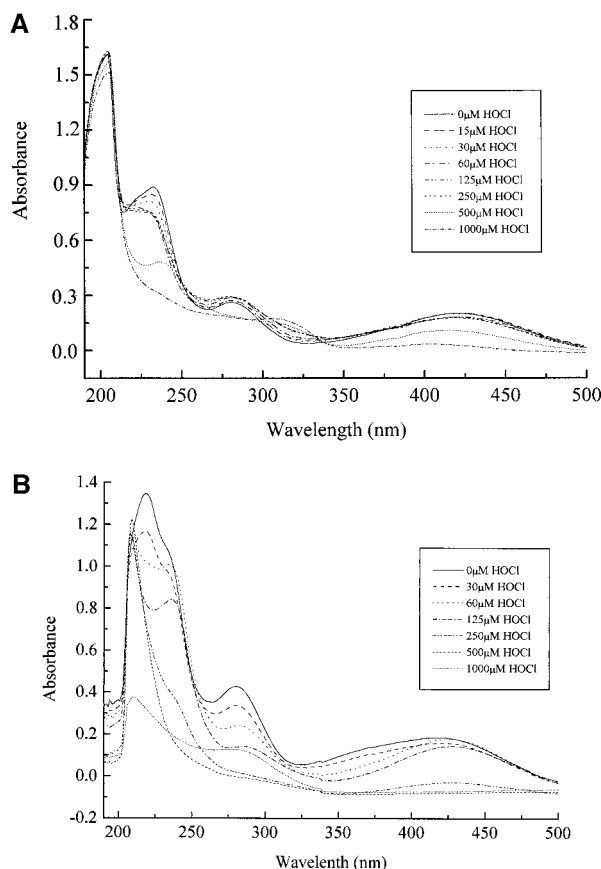 A
1.8
1.5
1.2
0.9
0.6
0.3
0.0
Absorbance
0μM HOCl
15μM HOCl
30μM HOCl
60μM HOCl
125μM HOCl
250μM HOCl
500μM HOCl
1000μM HOCl
200 250 300 350 400 450 500
Wavelength (nm)
B
1.4
1.2
1.0
0.8
0.6
0.4
0.2
0.0
-0.2
Absorbance
0μM HOCl
30μM HOCl
60μM HOCl
125μM HOCl
250μM HOCl
500μM HOCl
1000μM HOCl
200 250 300 350 400 450 500
Wavelenth (nm)